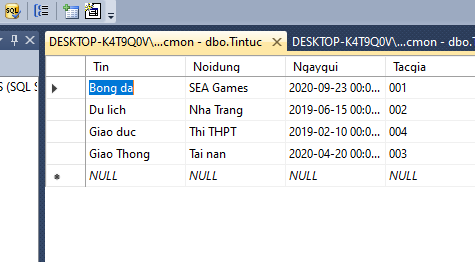 SQL
DESKTOP-K4T9Q0V\...cmon - dbo.Tintuc DESKTOP-K4T9Q0V\...cmon - dbo.T
S (SQL S
Tin Noidung Ngaygui Tacgia
Bong da SEA Games 2020-09-23 00:0... 001
Du lich Nha Trang 2019-06-15 00:0... 002
Giao duc Thi THPT 2019-02-10 00:0... 004
Giao Thong Tai nan 2020-04-20 00:0... 003
NULL NULL NULL NULL